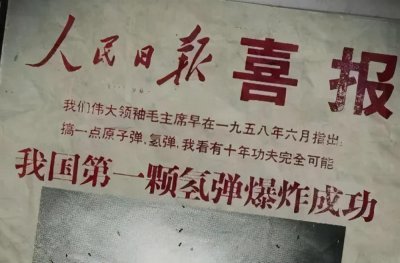 人民日报 喜报
我们伟大领袖毛主席早在一九五八年六月指出:
搞一点原子弹,氢弹,我看有十年功夫完全可能
我国第一颗氢弹爆炸成功